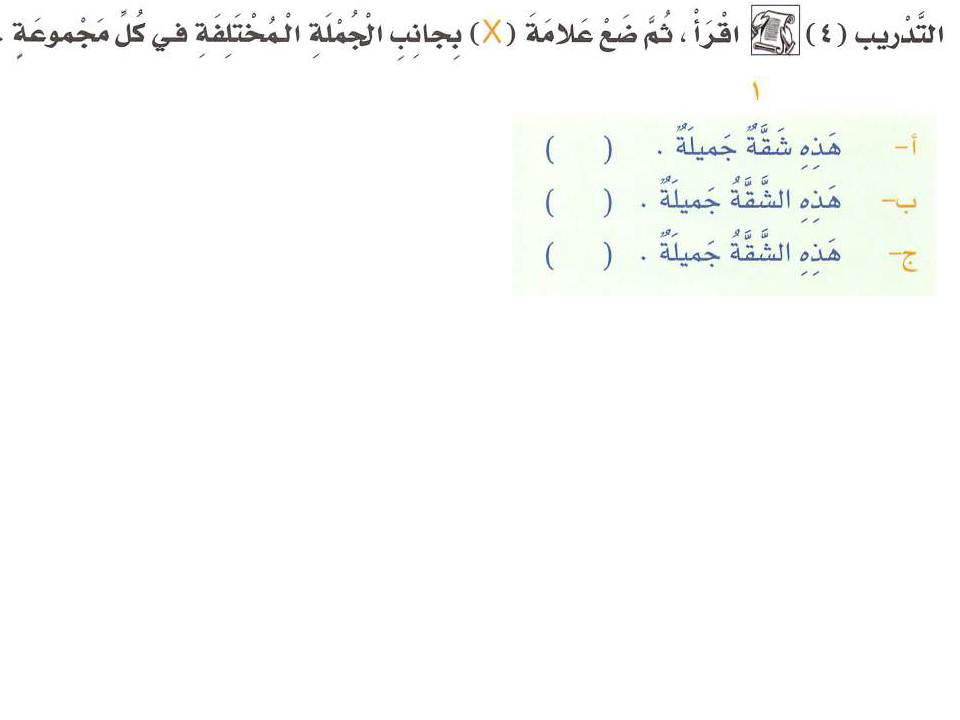 التَّدْريب (٤) اقْرَأْ ، ثُمَّ ضَعْ عَلامَةَ (X) بِجانِبِ الْجُمْلَةِ الْمُخْتَلِفَةِ في كُلِّ مَجْموعَةٍ .
١
أ- هَذِهِ شَقَّةٌ جَميلَةٌ . ( )
ب- هَذِهِ الشَّقَّةُ جَميلَةٌ . ( )
ج- هَذِهِ الشَّقَّةُ جَميلَةٌ . ( )